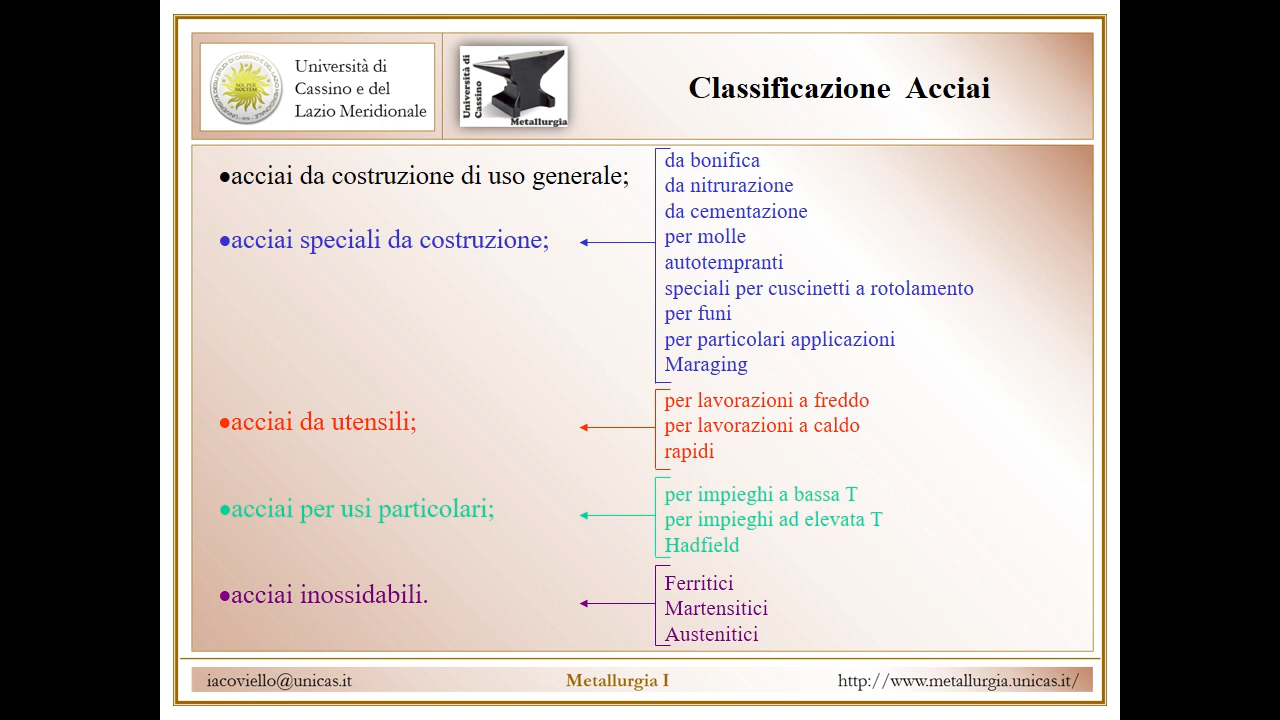 Università di
Cassino e del
Lazio Meridionale
Università di
Cassino
Metallurgia
Classificazione Acciai
•acciai da costruzione di uso generale;
•acciai speciali da costruzione;
da bonifica
da nitrurazione
da cementazione
per molle
autotempranti
speciali per cuscinetti a rotolamento
per funi
per particolari applicazioni
Maraging
•acciai da utensili;
per lavorazioni a freddo
per lavorazioni a caldo
rapidi
•acciai per usi particolari;
per impieghi a bassa T
per impieghi ad elevata T
Hadfield
•acciai inossidabili.
Ferritici
Martensitici
Austenitici
iacoviello@unicas.it
Metallurgia I
http://www.metallurgia.unicas.it/